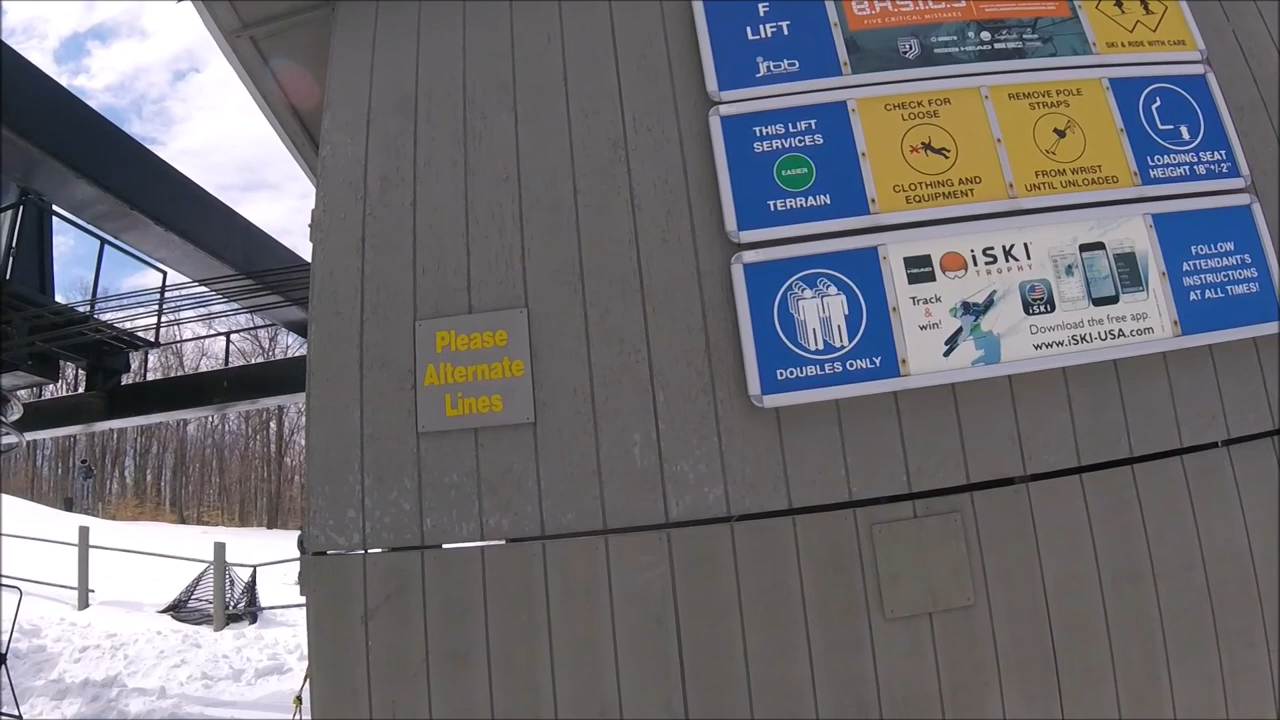 F
LIFT
jfbb
B.A.S.I.C.S
FIVE CRITICAL MISTAKES
HEAD
SKI & RIDE WITH CARE
THIS LIFT
SERVICES
EASIER
TERRAIN
CHECK FOR
LOOSE
CLOTHING AND
EQUIPMENT
REMOVE POLE
STRAPS
FROM WRIST
UNTIL UNLOADED
LOADING SEAT
HEIGHT 18"+/-2"
DOUBLES ONLY
HEAD
iSKI
TROPHY
Track
&
win!
iSKI
Download the free app.
www.iSKI-USA.com
FOLLOW
ATTENDANT'S
INSTRUCTIONS
AT ALL TIMES!
Please
Alternate
Lines